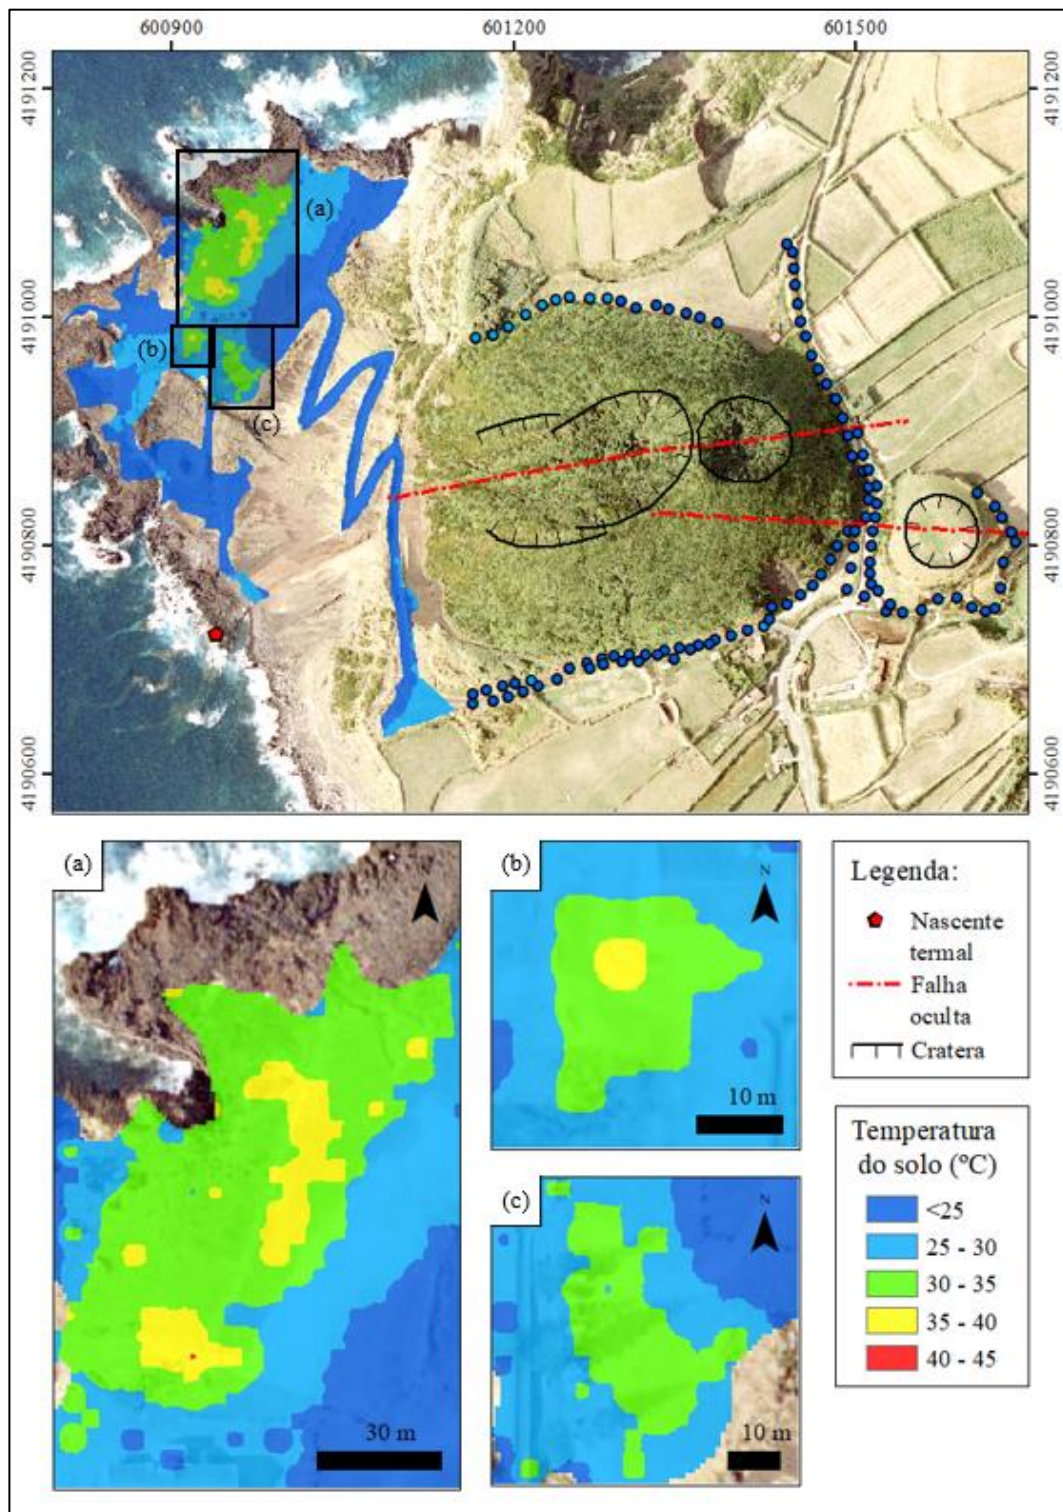 600900 601200 601500
4191200 4191200
(a)
4191000 4191000
(b)
(c)
4190800 4190800
4190600 4190600
(a)
30 m
(b)
N
10 m
(c)
N
10 m
Legenda:
Nascente
termal
Falha
oculta
Cratera
Temperatura
do solo (ºC)
<25
25 - 30
30 - 35
35 - 40
40 - 45